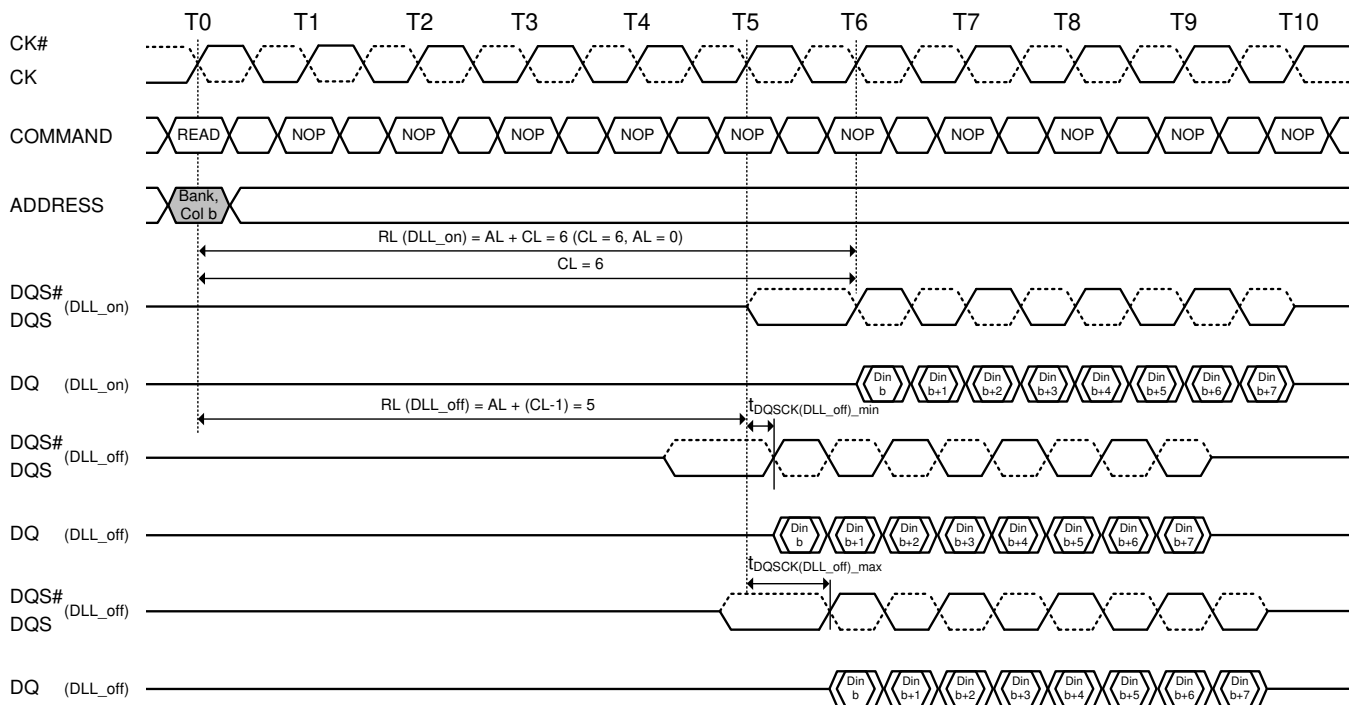 T0 T1 T2 T3 T4 T5 T6 T7 T8 T9 T10
CK#
CK
COMMAND READ NOP NOP NOP NOP NOP NOP NOP NOP NOP NOP
ADDRESS Bank,
Col b
RL (DLL_on) = AL + CL = 6 (CL = 6, AL = 0)
CL = 6
DQS# (DLL_on)
DQS
DQ (DLL_on) Din Din Din Din Din Din Din Din
b b+1 b+2 b+3 b+4 b+5 b+6 b+7
RL (DLL_off) = AL + (CL-1) = 5 tDQSCK(DLL_off)_min
DQS# (DLL_off)
DQS
DQ (DLL_off) Din Din Din Din Din Din Din Din
b b+1 b+2 b+3 b+4 b+5 b+6 b+7
tDQSCK(DLL_off)_max
DQS# (DLL_off)
DQS
DQ (DLL_off) Din Din Din Din Din Din Din Din
b b+1 b+2 b+3 b+4 b+5 b+6 b+7